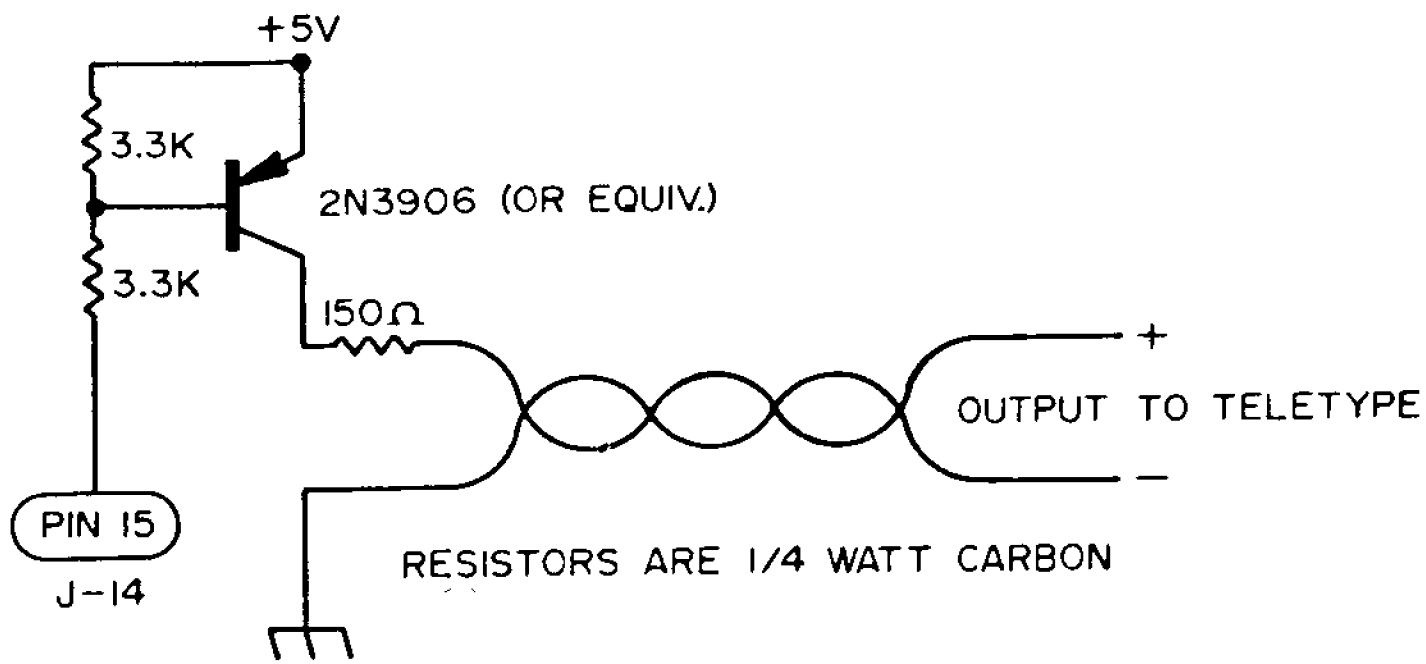 +5V
3.3K
2N3906 (OR EQUIV.)
3.3K
150Ω
+
OUTPUT TO TELETYPE
−
PIN 15
J-14
RESISTORS ARE 1/4 WATT CARBON